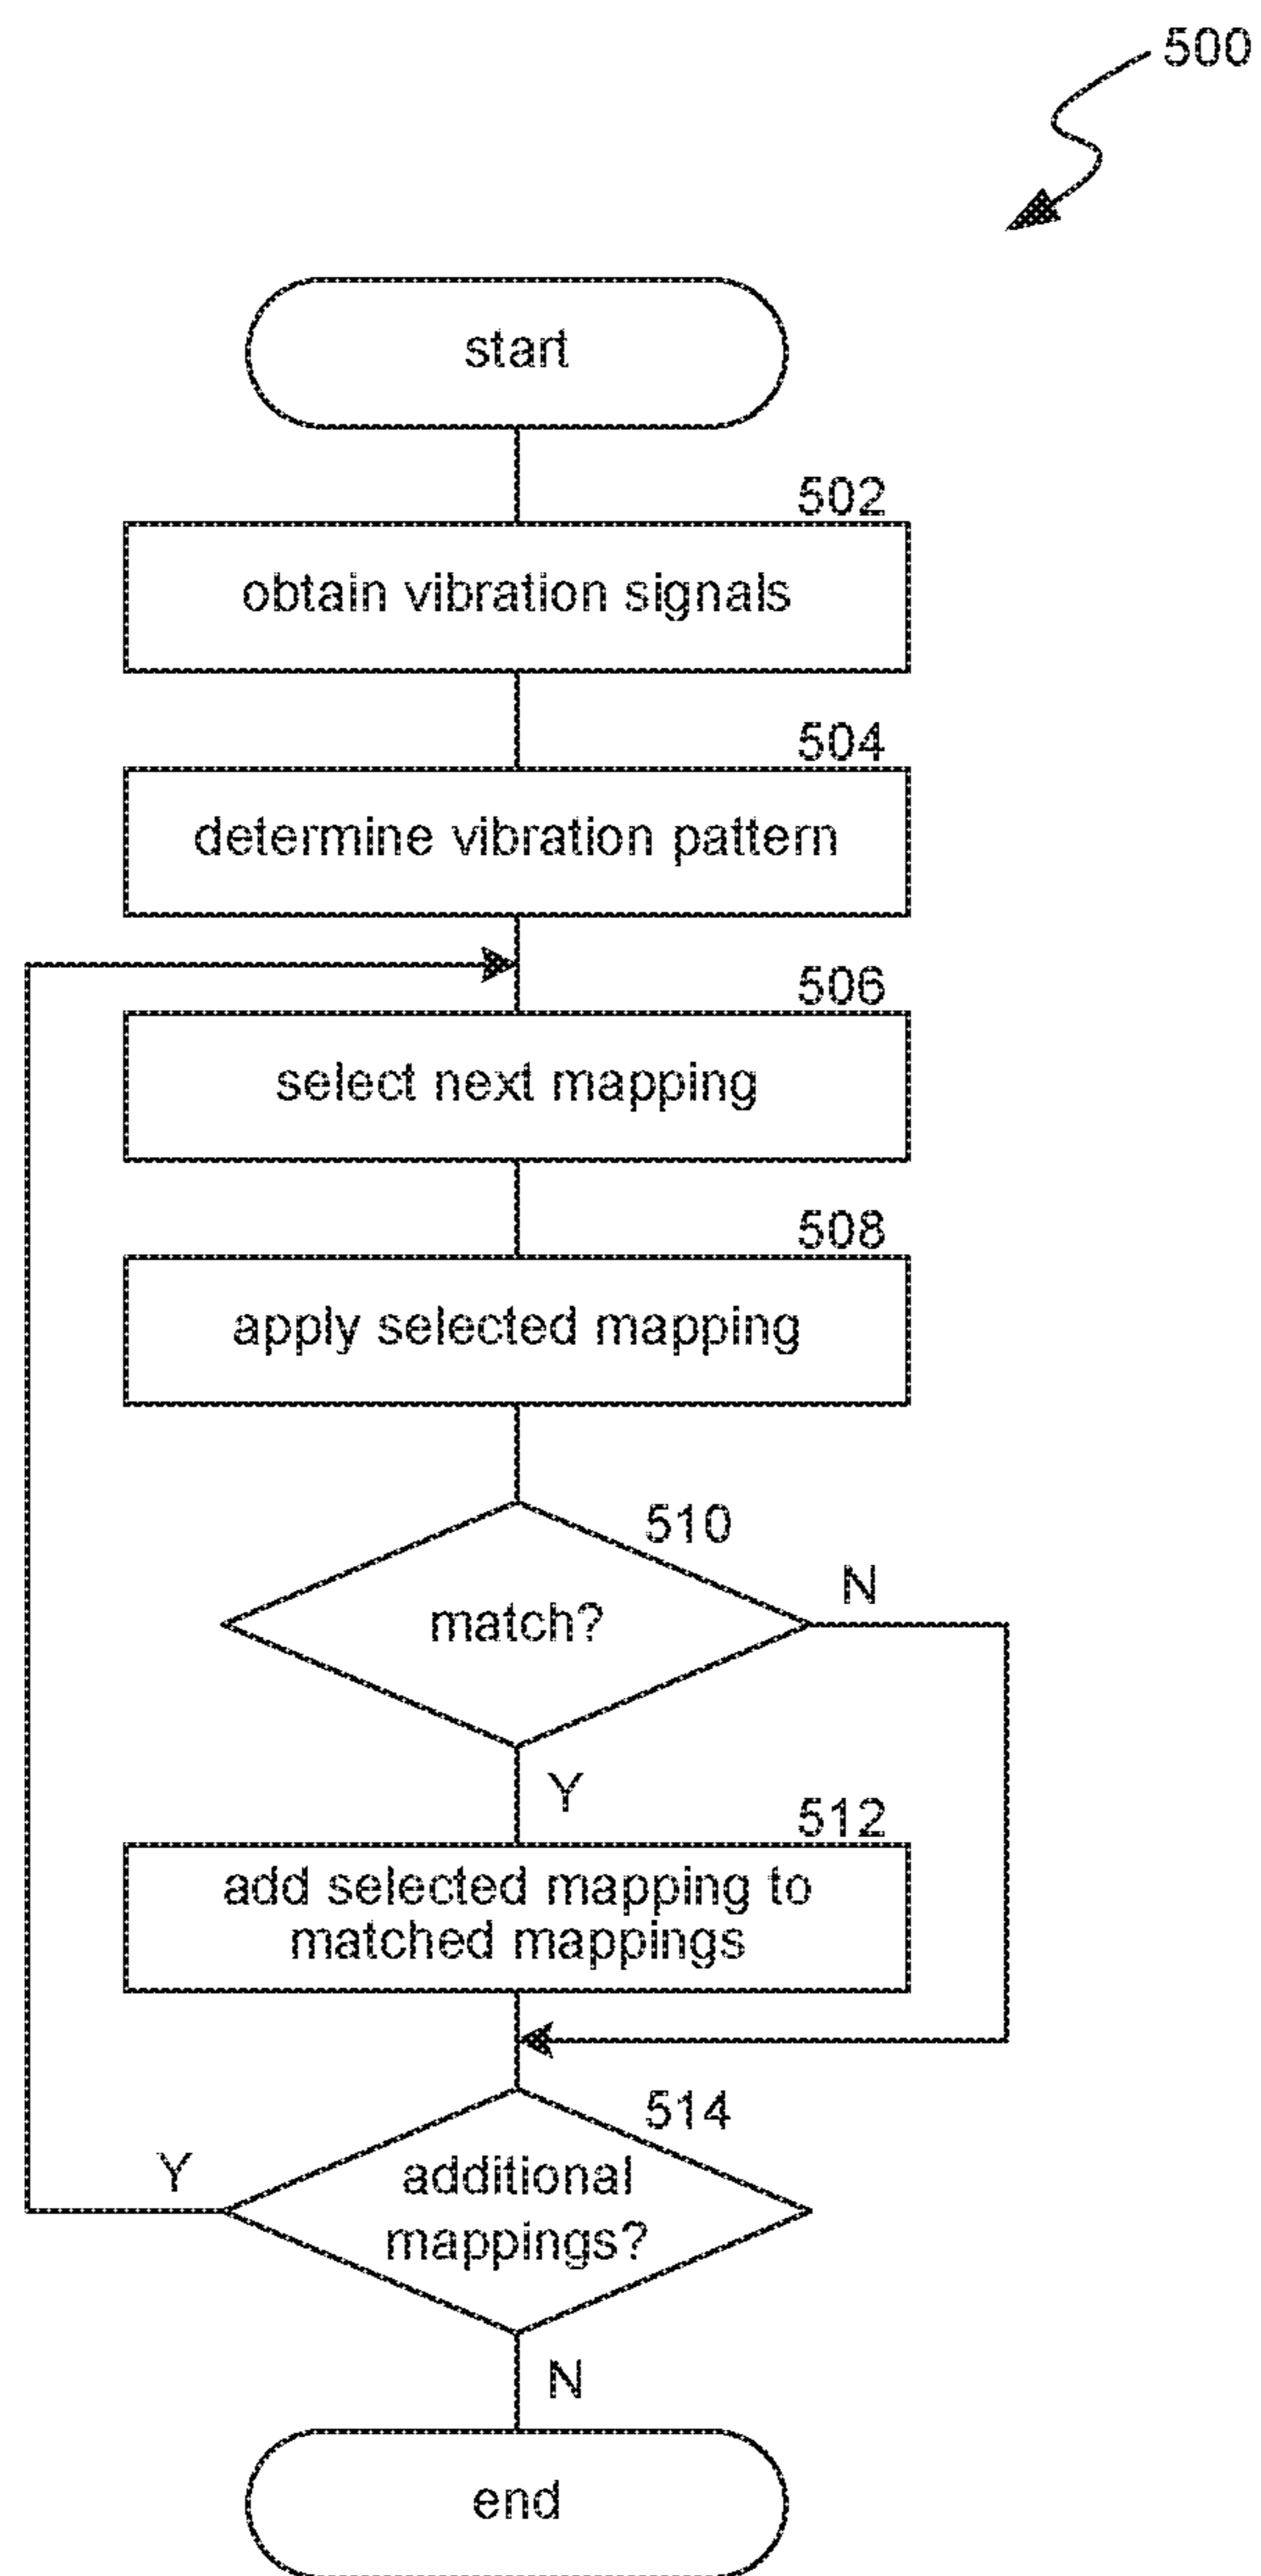 500
start
502
obtain vibration signals
504
determine vibration pattern
506
select next mapping
508
apply selected mapping
510
match?
N
Y
512
add selected mapping to
matched mappings
514
Y
additional
mappings?
N
end